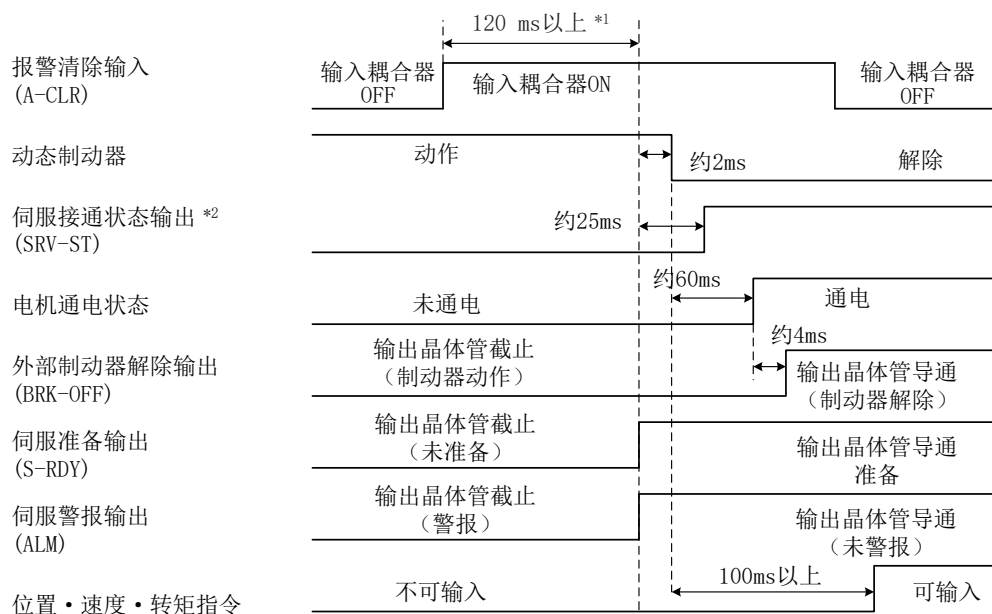 120 ms以上 *1
报警清除输入
(A-CLR)
输入耦合器
OFF
输入耦合器ON
输入耦合器
OFF
动态制动器
动作
约2ms
解除
伺服接通状态输出 *2
(SRV-ST)
约25ms
电机通电状态
未通电
约60ms
通电
外部制动器解除输出
(BRK-OFF)
输出晶体管截止
(制动器动作)
约4ms
输出晶体管导通
(制动器解除)
伺服准备输出
(S-RDY)
输出晶体管截止
(未准备)
输出晶体管导通
准备
伺服警报输出
(ALM)
输出晶体管截止
(警报)
输出晶体管导通
(未警报)
位置・速度・转矩指令
不可输入
100ms以上
可输入